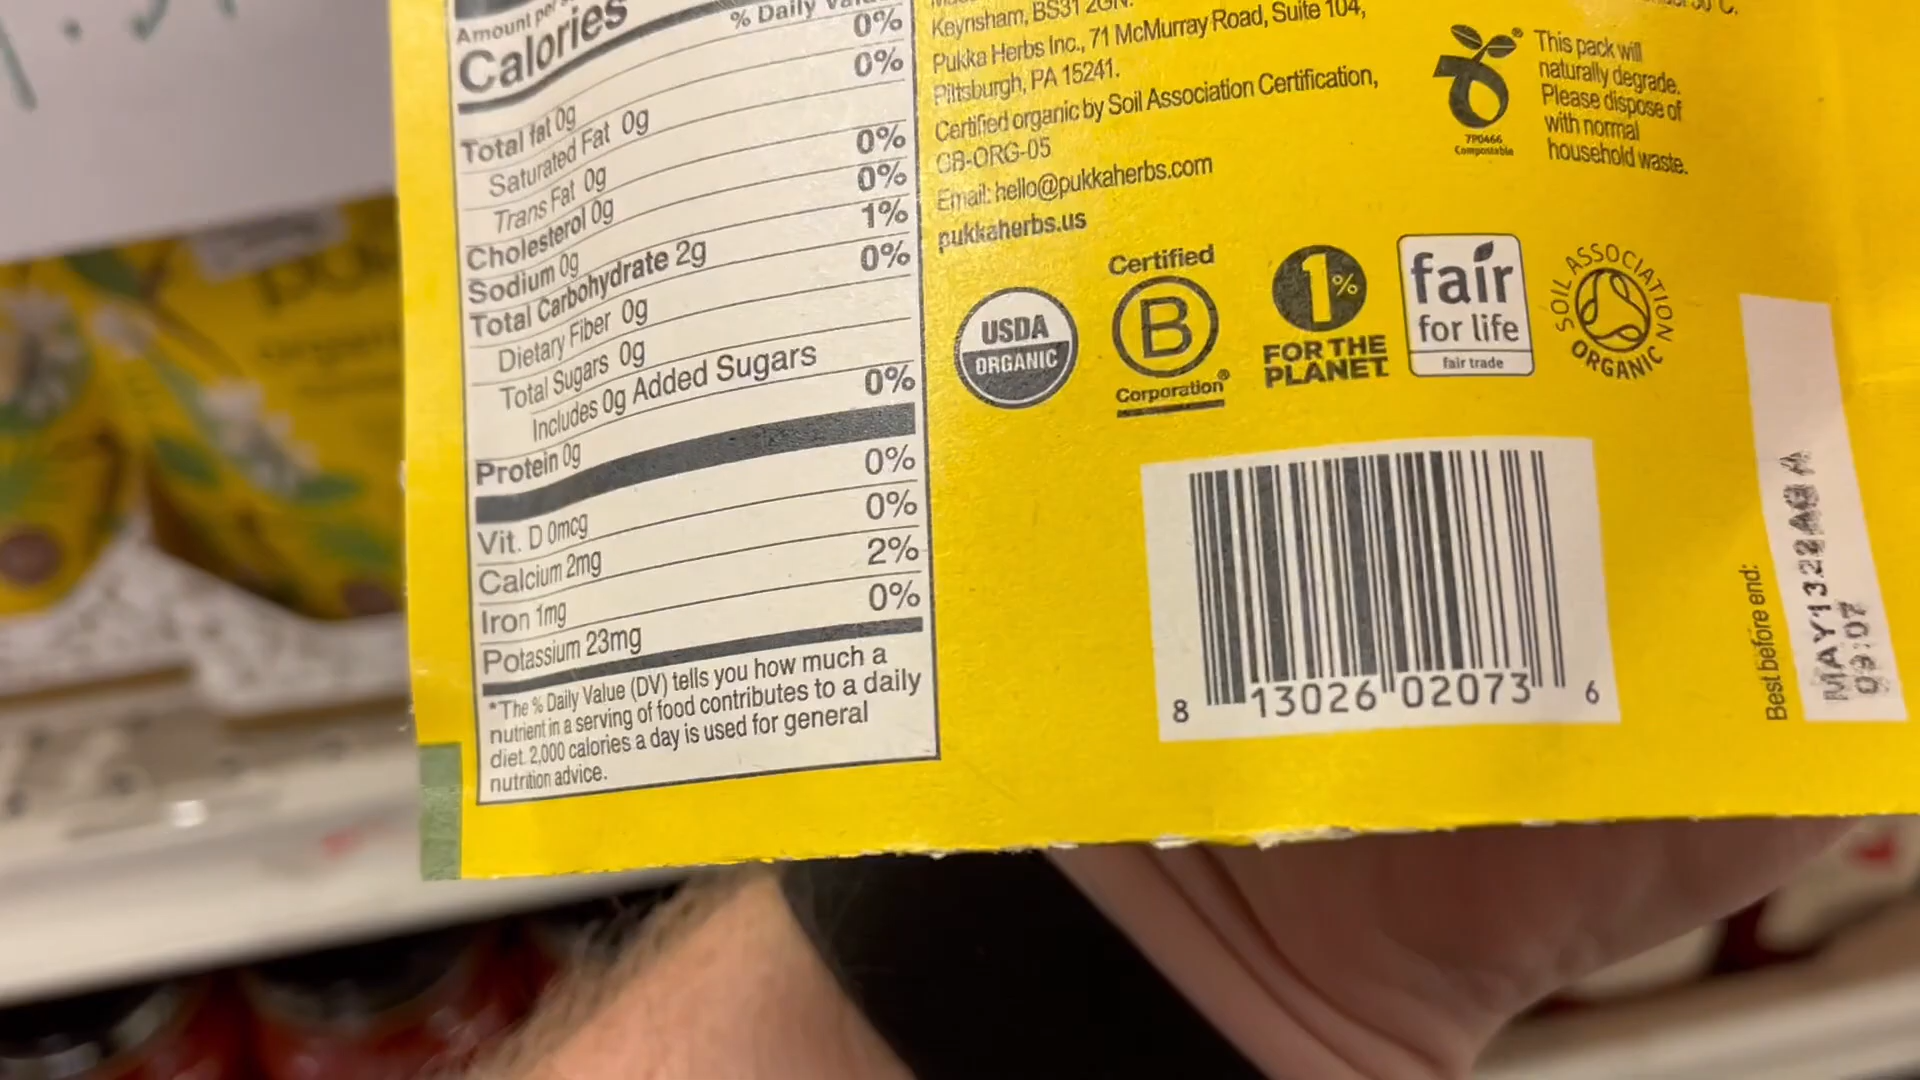 Amount per
Calories
% Daily
Total fat 0g 0%
Saturated Fat 0g 0%
Trans Fat 0g
Cholesterol 0g 0%
Sodium 0g 0%
Total Carbohydrate 2g 1%
Dietary Fiber 0g 0%
Total Sugars 0g
Includes 0g Added Sugars 0%
Protein 0g
Vit. D 0mcg 0%
Calcium 2mg 0%
Iron 1mg 2%
Potassium 23mg 0%
*The % Daily Value (DV) tells you how much a
nutrient in a serving of food contributes to a daily
diet. 2,000 calories a day is used for general
nutrition advice.
Keynsham, BS31 2GN.
Pukka Herbs Inc., 71 McMurray Road, Suite 104,
Pittsburgh, PA 15241.
Certified organic by Soil Association Certification,
GB-ORG-05
Email: hello@pukkaherbs.com
pukkaherbs.us
7P0466
Compostable
This pack will
naturally degrade.
Please dispose of
with normal
household waste.
USDA
ORGANIC
Certified
B
Corporation®
1%
FOR THE
PLANET
fair
for life
fair trade
SOIL ASSOCIATION
ORGANIC
8 13026 02073 6
Best before end:
09:07